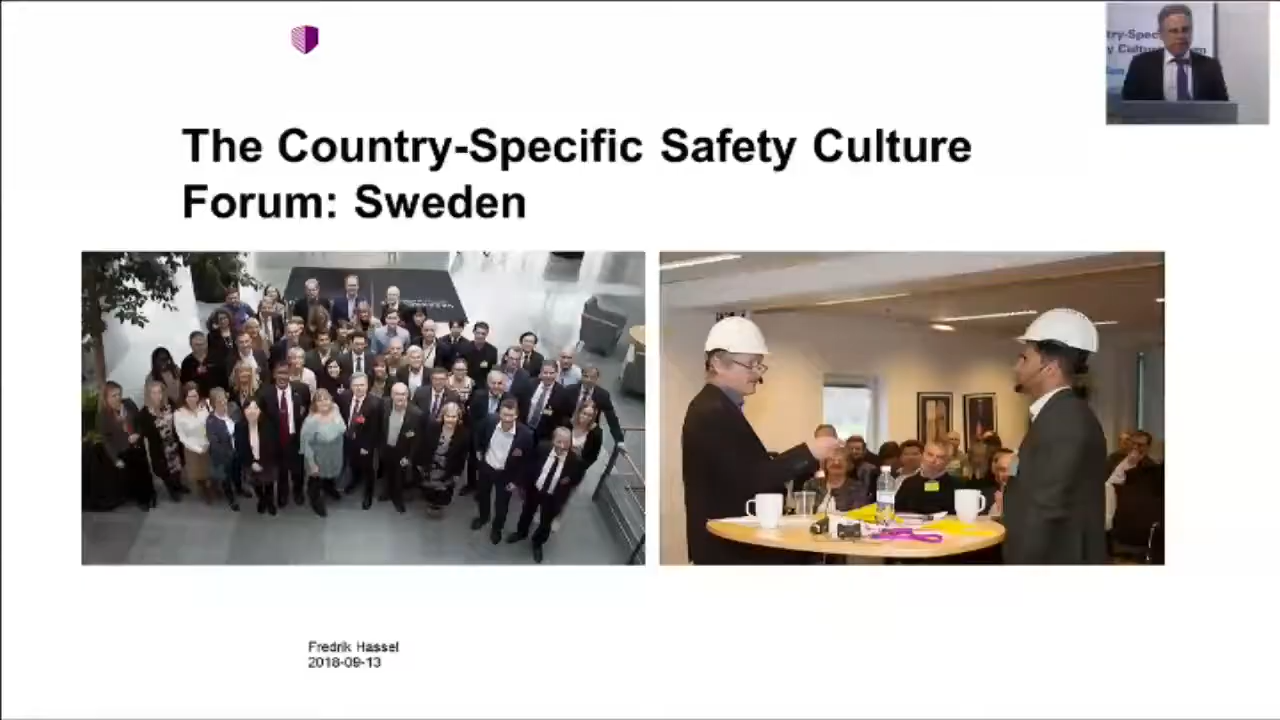 The Country-Specific Safety Culture
Forum: Sweden
Fredrik Hassel
2018-09-13